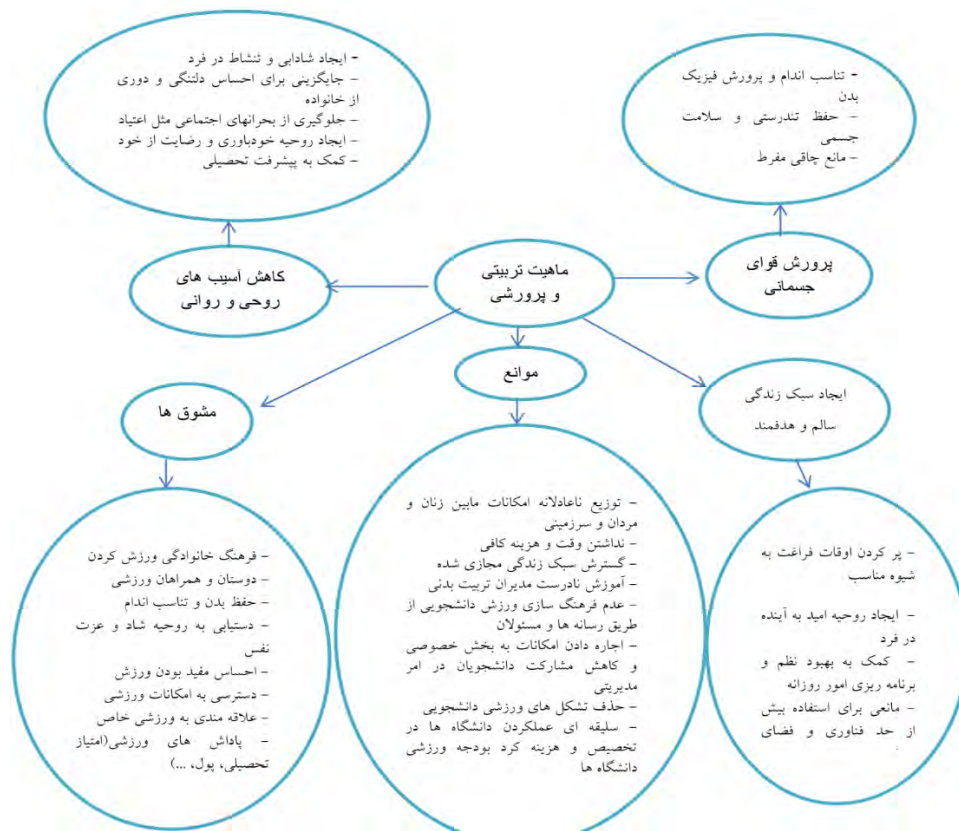 - ایجاد شادابی و ئنشاط در فرد
- جایگزینی برای احساس دلتنگی و دوری
از خانواده
- جلوگیری از بحرانهای اجتماعی مثل اعتیاد
- ایجاد روحیه خودباوری و رضایت از خود
- کمک به پیشرفت تحصیلی
- تناسب اندام و پرورش فیزیک
بدن
- حفظ تندرستی و سلامت
جسمی
- مانع چاقی مفرط
پرورش قوای
جسمانی
ماهیت تربیتی
و پرورشی
کاهش آسیب های
روحی و روانی
موانع
ایجاد سبک زندگی
سالم و هدفمند
مشوق ها
- پر کردن اوقات فراغت به
شیوه مناسب
- ایجاد روحیه امید به آینده
در فرد
- کمک به بهبود نظم و
برنامه ریزی امور روزانه
- مانعی برای استفاده بیش
از حد فناوری و فضای
- توزیع ناعادلانه امکانات مابین زنان و
مردان و سرزمینی
- نداشتن وقت و هزینه کافی
- گسترش سبک زندگی مجازی شده
- آموزش نادرست مدیران تربیت بدنی
- عدم فرهنگ سازی ورزش دانشجویی از
طریق رسانه ها و مسئولان
- اجاره دادن امکانات به بخش خصوصی
و کاهش مشارکت دانشجویان در امر
مدیریتی
- حذف تشکل های ورزشی دانشجویی
- سلیقه ای عملکردن دانشگاه ها در
تخصیص و هزینه کرد بودجه ورزشی
دانشگاه ها
- فرهنگ خانوادگی ورزش کردن
- دوستان و همراهان ورزشی
- حفظ بدن و تناسب اندام
- دستیابی به روحیه شاد و عزت
نفس
- احساس مفید بودن ورزش
- دسترسی به امکانات ورزشی
- علاقه مندی به ورزشی خاص
- پاداش های ورزشی(امتیاز
تحصیلی، پول، ...)